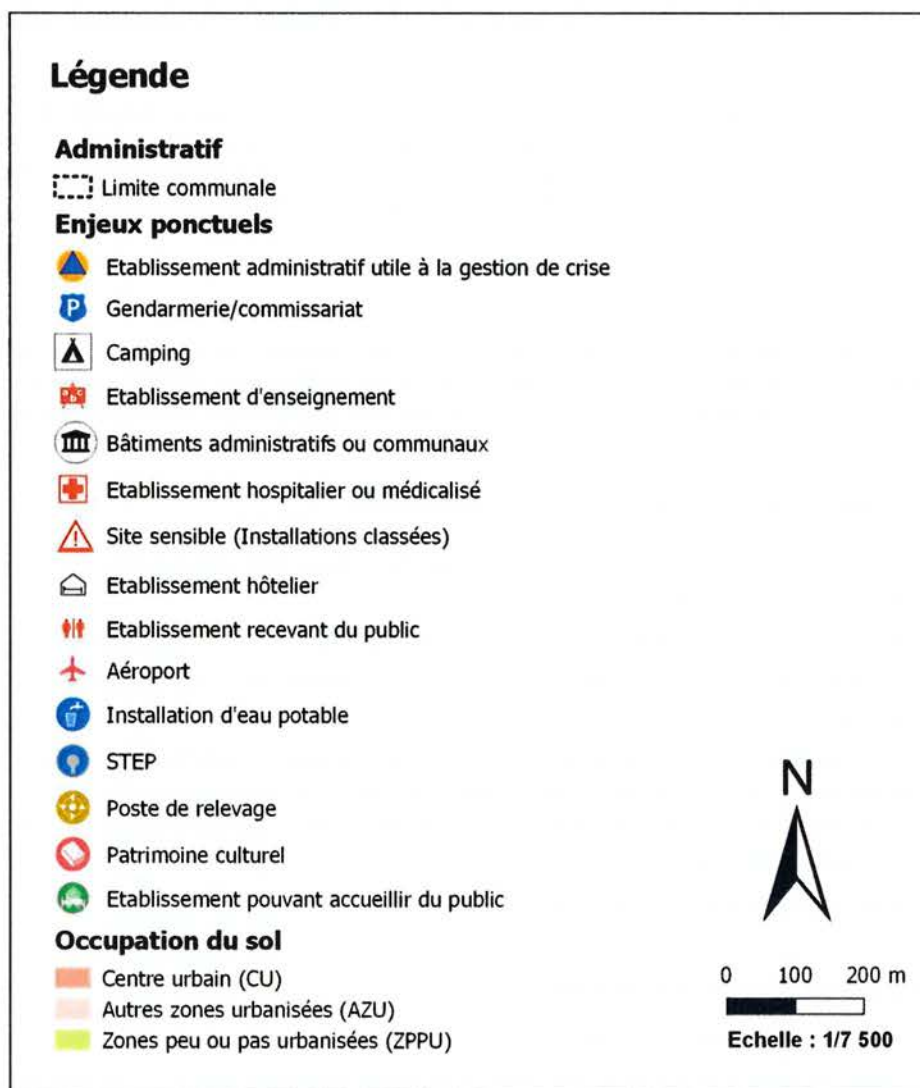 Légende
Administratif
Limite communale
Enjeux ponctuels
Etablissement administratif utile à la gestion de crise
P Gendarmerie/commissariat
Camping
abc Etablissement d'enseignement
Bâtiments administratifs ou communaux
Etablissement hospitalier ou médicalisé
Site sensible (Installations classées)
Etablissement hôtelier
Etablissement recevant du public
Aéroport
Installation d'eau potable
STEP
Poste de relevage
Patrimoine culturel
Etablissement pouvant accueillir du public
Occupation du sol
Centre urbain (CU)
Autres zones urbanisées (AZU)
Zones peu ou pas urbanisées (ZPPU)
N
0 100 200 m
Echelle : 1/7 500